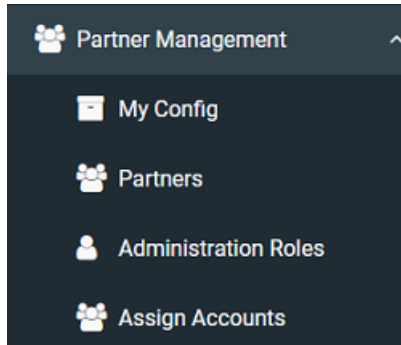 Partner Management
My Config
Partners
Administration Roles
Assign Accounts